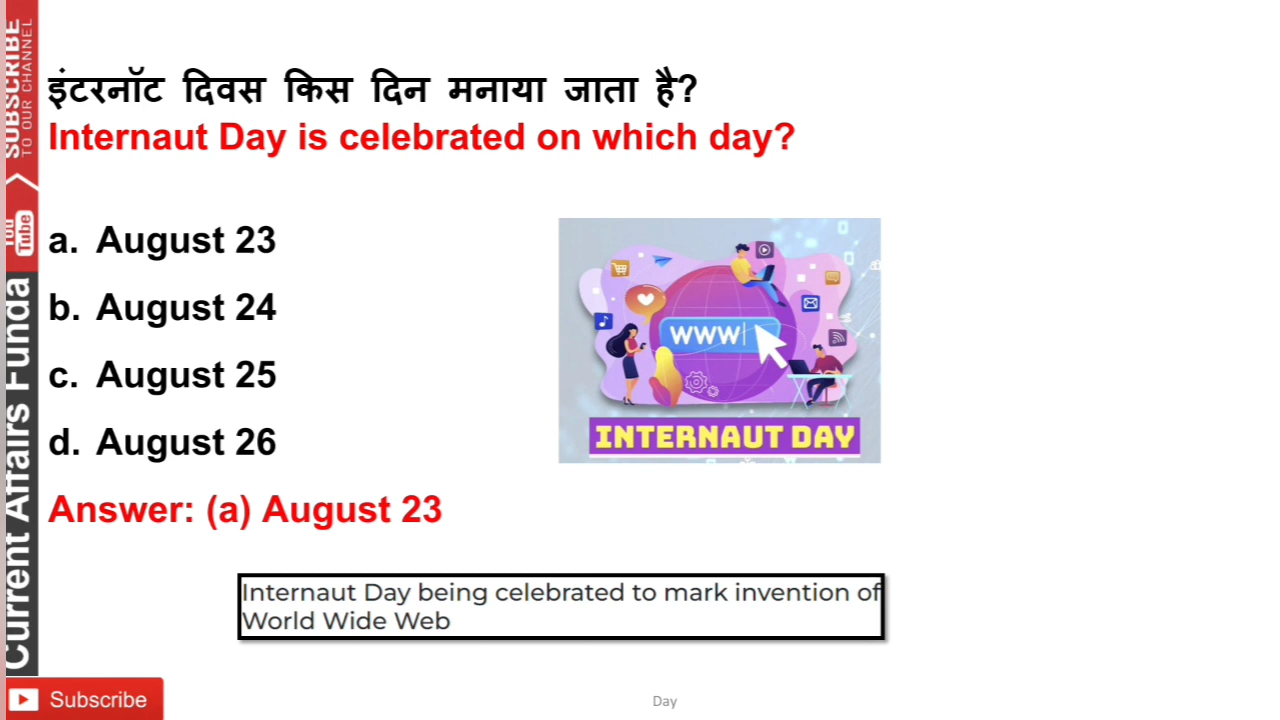 SUBSCRIBE
TO OUR CHANNEL
You
Tube
Current Affairs Funda
इंटरनॉट दिवस किस दिन मनाया जाता है?
Internaut Day is celebrated on which day?
a. August 23
b. August 24
c. August 25
d. August 26
WWW
INTERNAUT DAY
Answer: (a) August 23
Internaut Day being celebrated to mark invention of
World Wide Web
Subscribe
Day